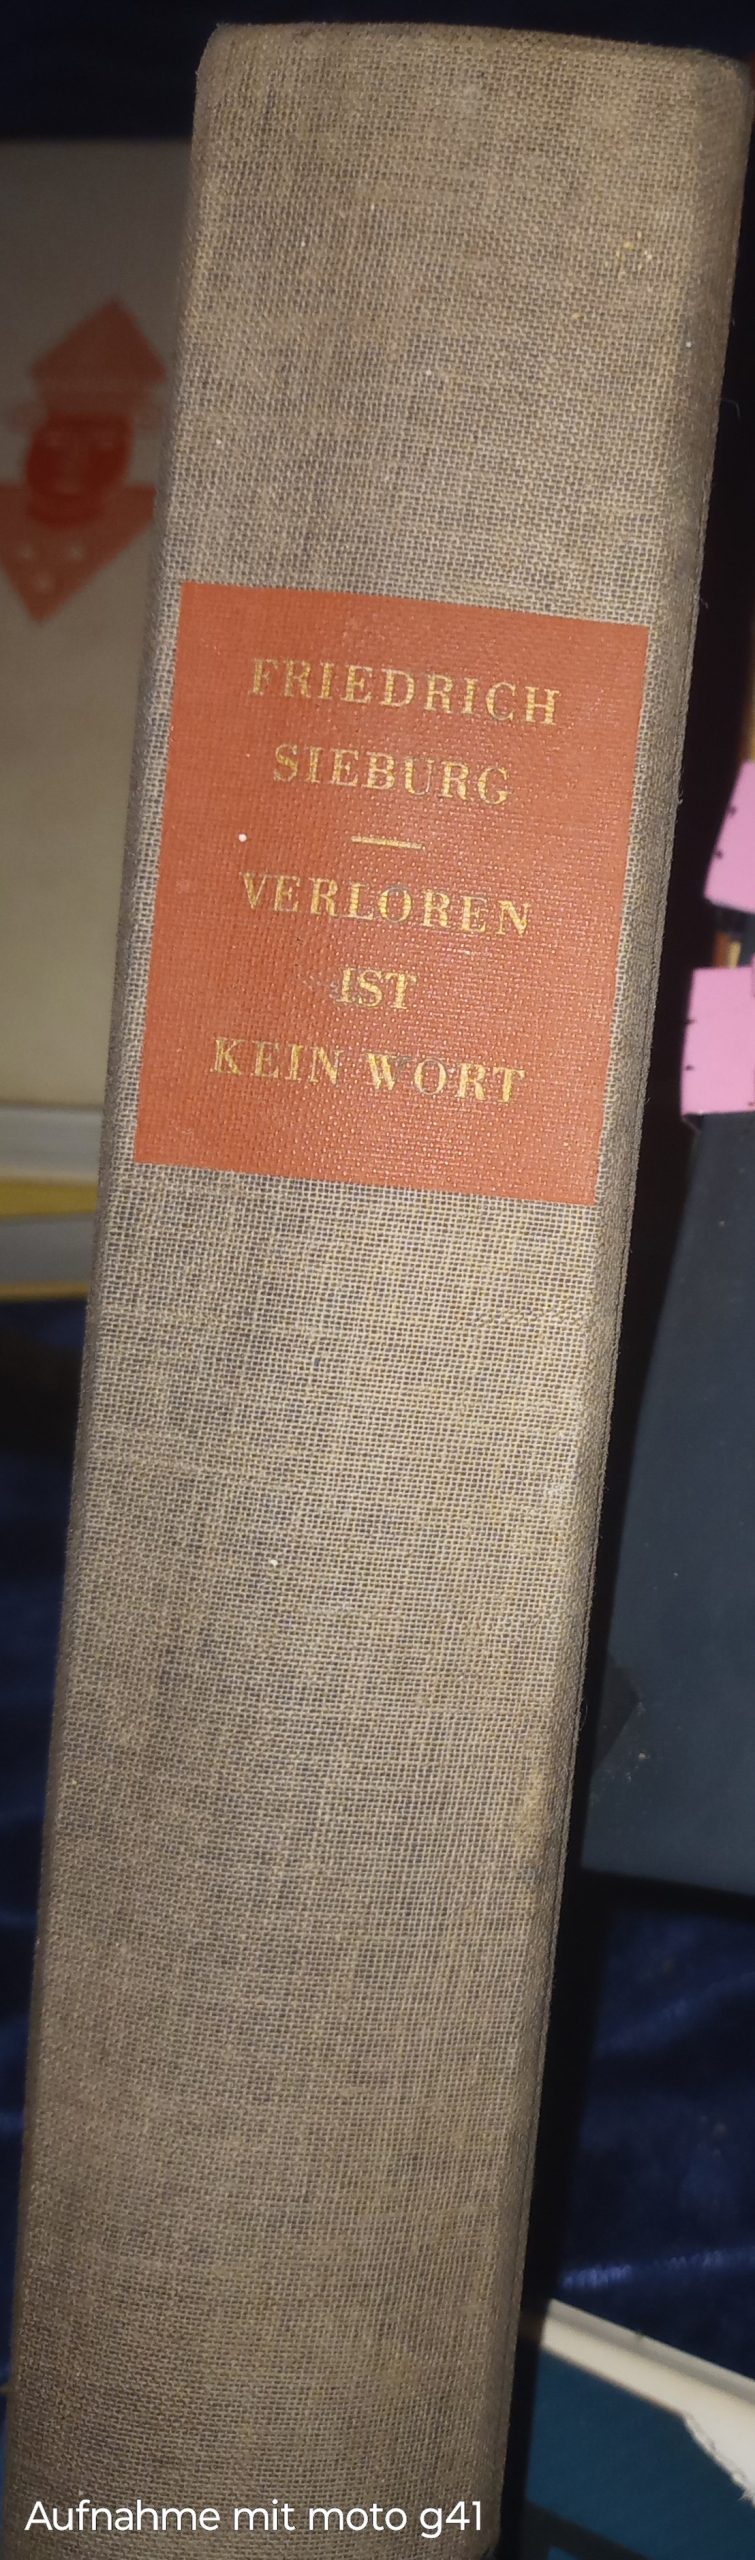 FRIEDRICH
SIEBURG
VERLOREN
IST
KEIN WORT
Aufnahme mit moto g41